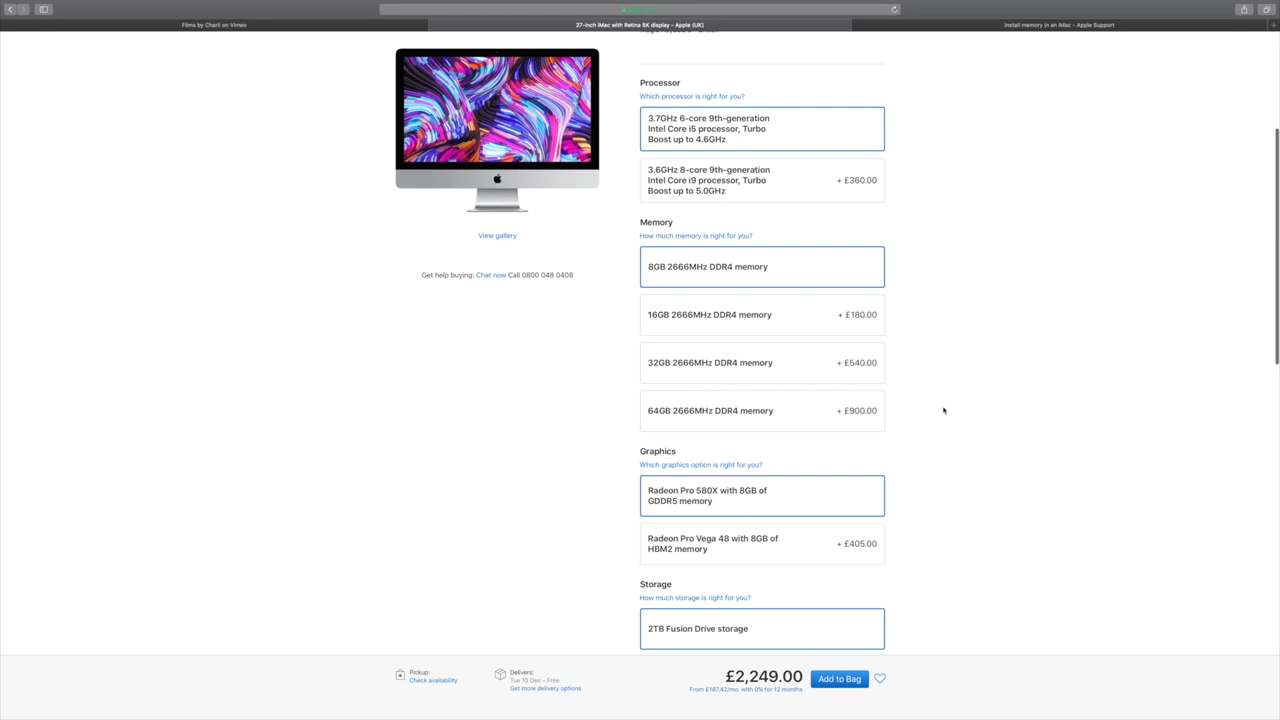 Films by Charli on Vimeo
27-inch iMac with Retina 5K display - Apple (UK)
Install memory in an iMac - Apple Support
Processor
Which processor is right for you?
3.7GHz 6-core 9th-generation
Intel Core i5 processor, Turbo
Boost up to 4.6GHz
3.6GHz 8-core 9th-generation
Intel Core i9 processor, Turbo
Boost up to 5.0GHz
+ £360.00
View gallery
Get help buying: Chat now Call 0800 048 0408
Memory
How much memory is right for you?
8GB 2666MHz DDR4 memory
16GB 2666MHz DDR4 memory + £180.00
32GB 2666MHz DDR4 memory + £540.00
64GB 2666MHz DDR4 memory + £900.00
Graphics
Which graphics option is right for you?
Radeon Pro 580X with 8GB of
GDDR5 memory
Radeon Pro Vega 48 with 8GB of
HBM2 memory
+ £405.00
Storage
How much storage is right for you?
2TB Fusion Drive storage
Pickup:
Check availability
Delivers:
Tue 10 Dec – Free
Get more delivery options
£2,249.00
From £187.42/mo. with 0% for 12 months
Add to Bag